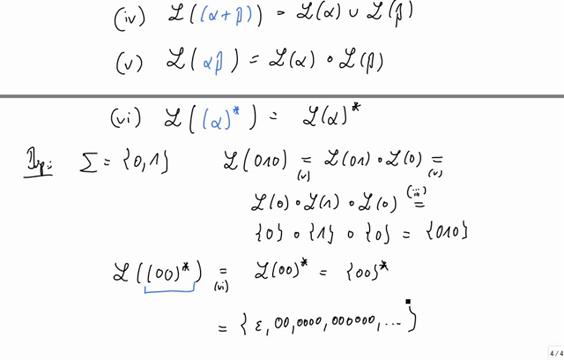 (iv) ℒ((α+β)) = ℒ(α) ∪ ℒ(β)
(v) ℒ(αβ) = ℒ(α) ∘ ℒ(β)
(vi) ℒ((α)*) = ℒ(α)*
Bsp: Σ = {0,1} ℒ(010) =(v) ℒ(01)∘ℒ(0) =(v)
ℒ(0)∘ℒ(1)∘ℒ(0) =(iii)
{0} ∘ {1} ∘ {0} = {010}
ℒ((00)*) =(vi) ℒ(00)* = {00}*
= {ε, 00, 0000, 000000, ...}
4 / 4